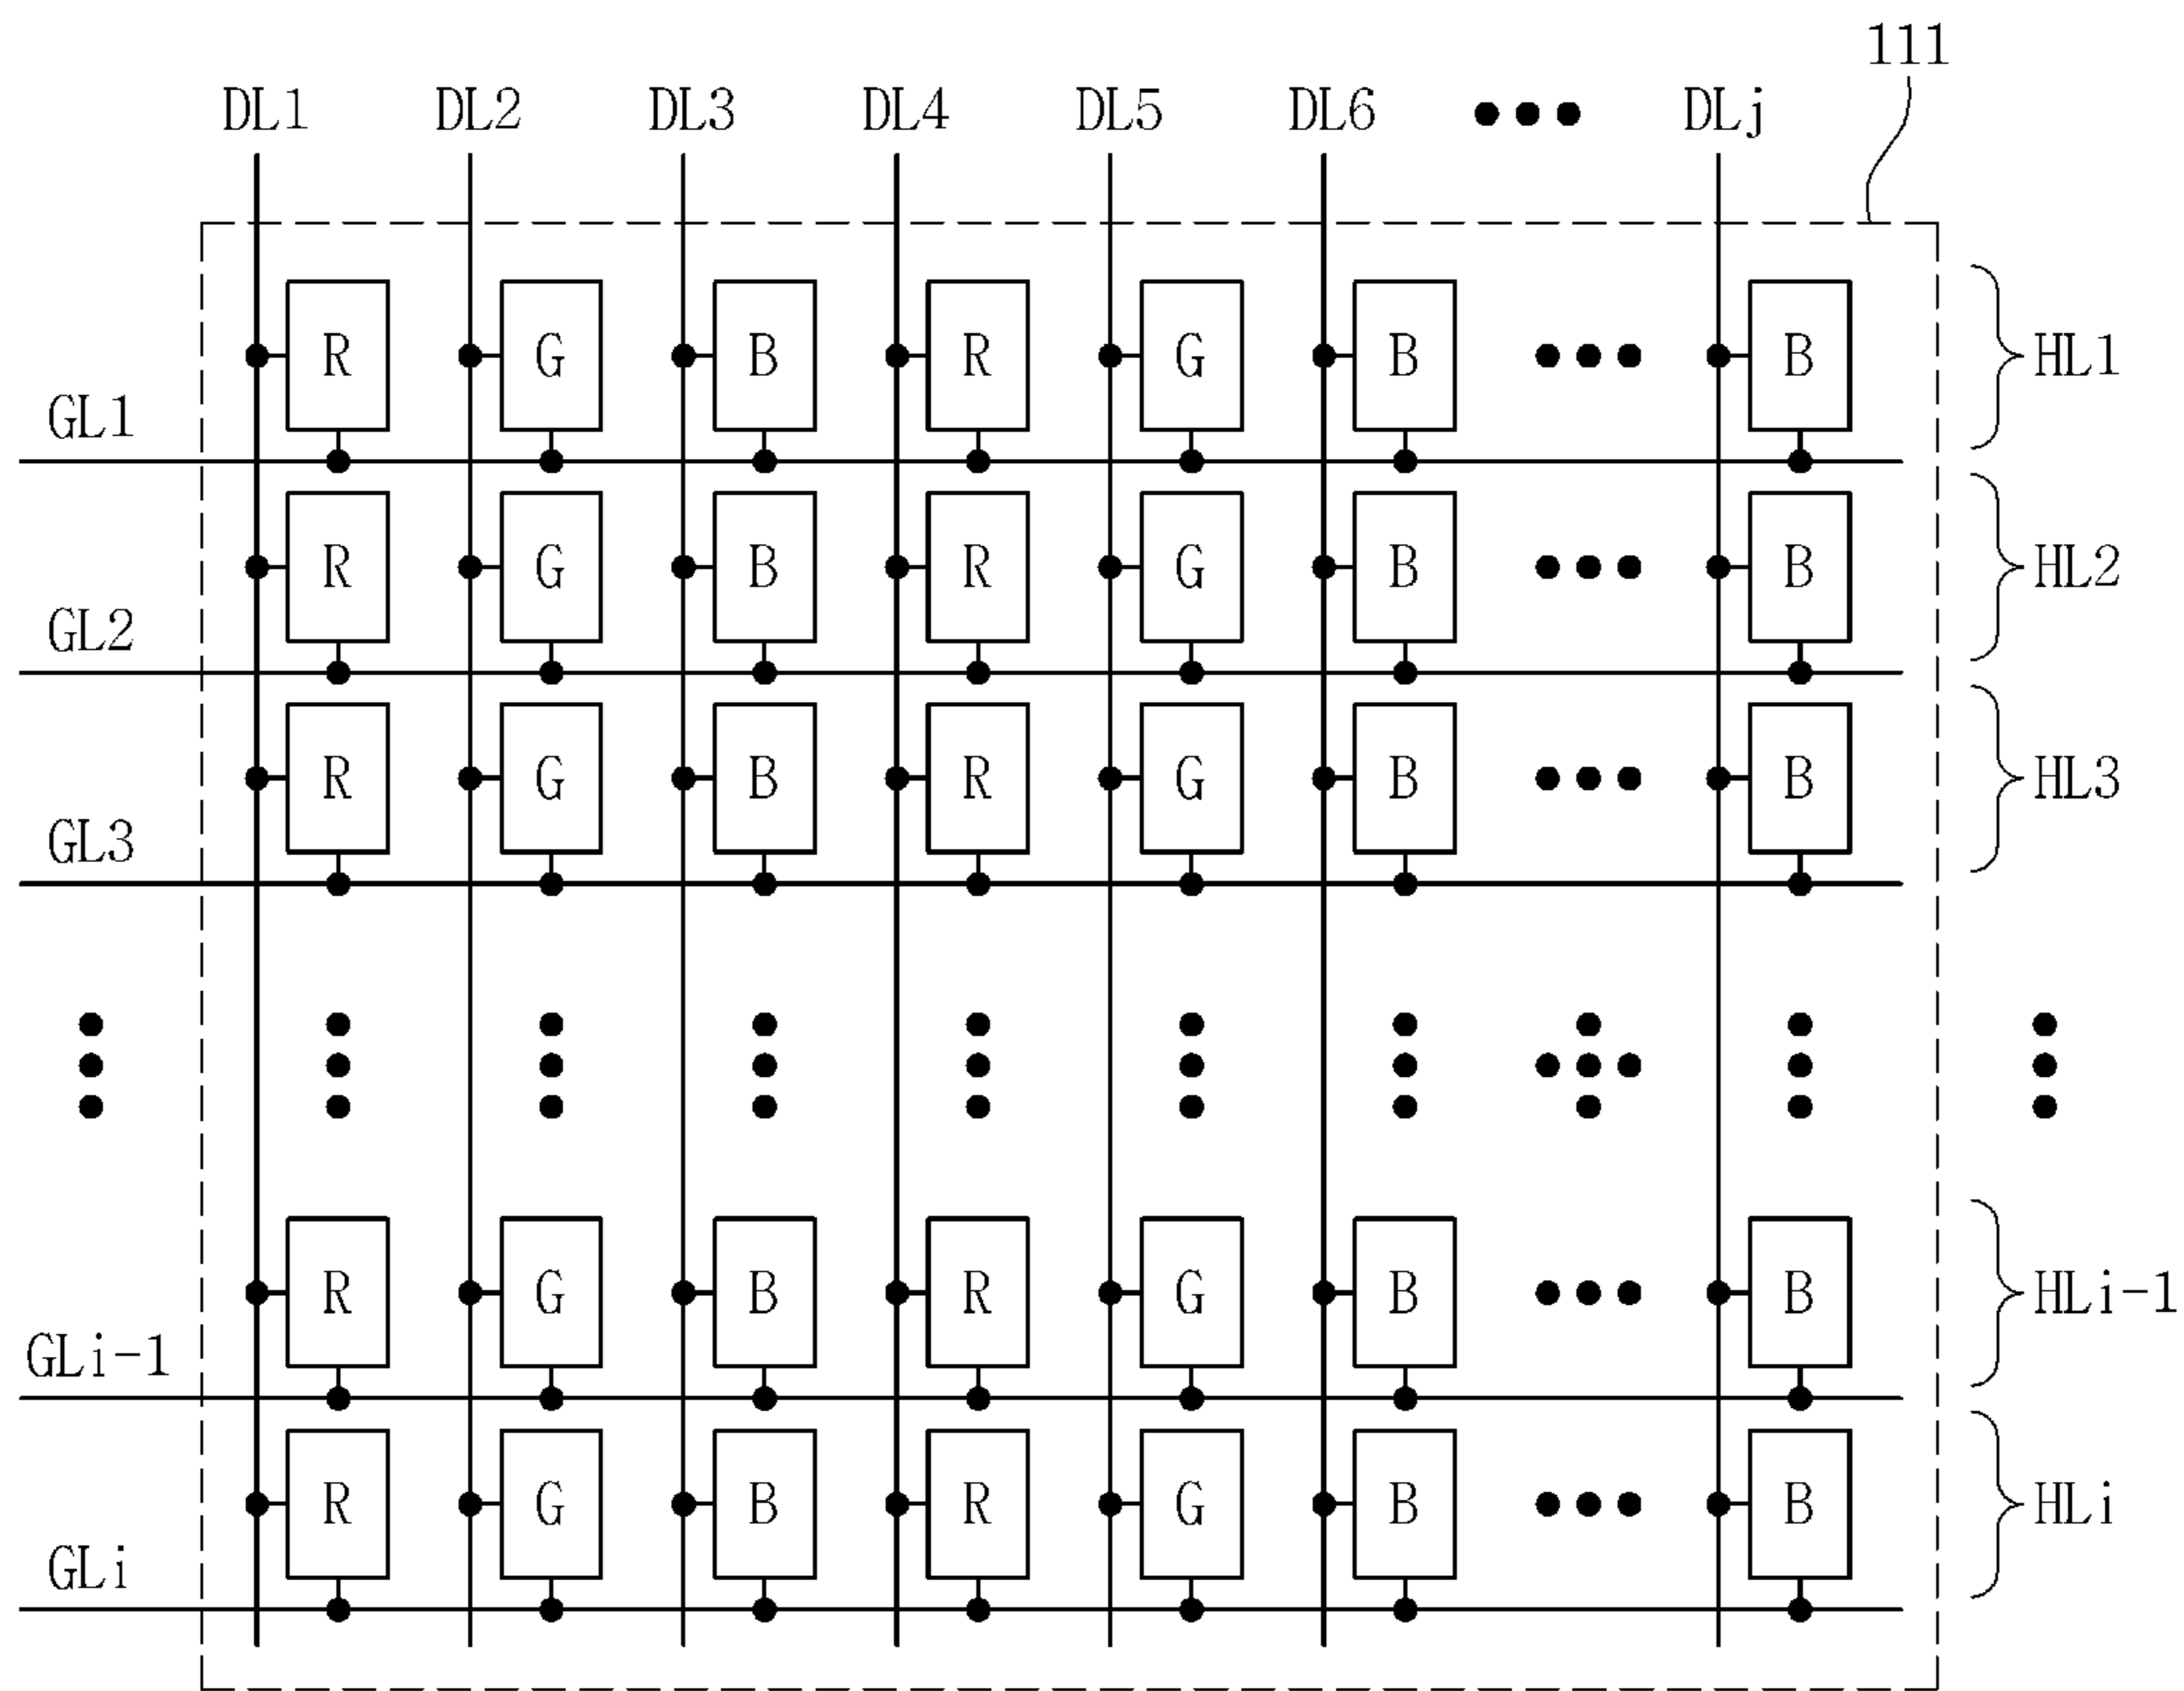 111
DL1 DL2 DL3 DL4 DL5 DL6 ••• DLj
R G B R G B ••• B HL1
GL1
R G B R G B ••• B HL2
GL2
R G B R G B ••• B HL3
GL3
R G B R G B ••• B HLi-1
GLi-1
R G B R G B ••• B HLi
GLi